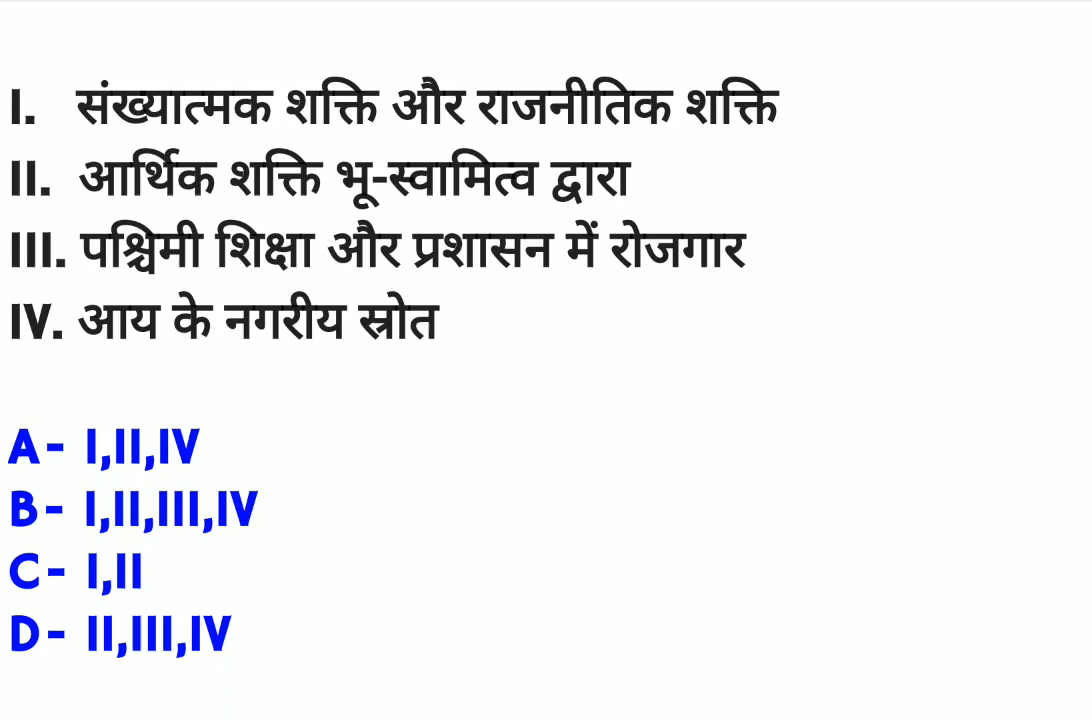 I. संख्यात्मक शक्ति और राजनीतिक शक्ति
II. आर्थिक शक्ति भू-स्वामित्व द्वारा
III. पश्चिमी शिक्षा और प्रशासन में रोजगार
IV. आय के नगरीय स्रोत
A- I,II,IV
B- I,II,III,IV
C- I,II
D- II,III,IV